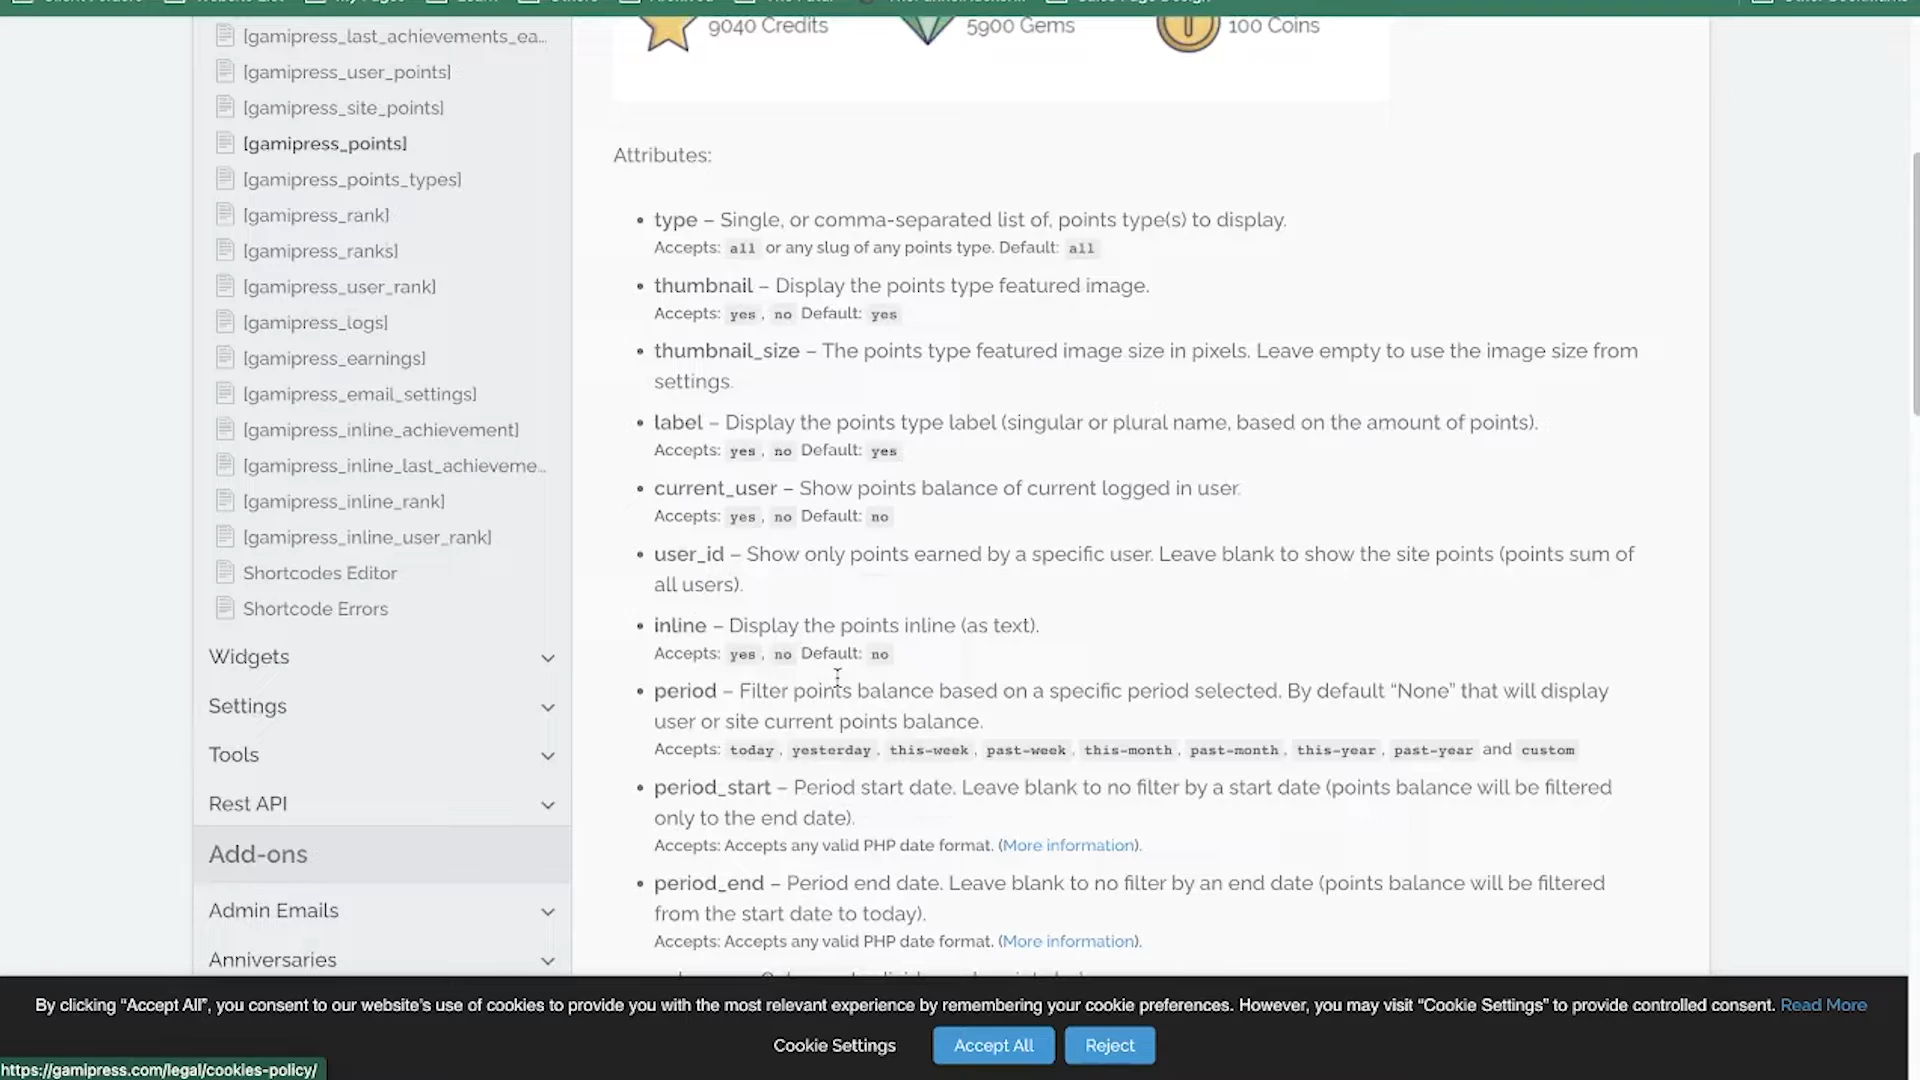 [gamipress_last_achievements_ea...
[gamipress_user_points]
[gamipress_site_points]
[gamipress_points]
[gamipress_points_types]
[gamipress_rank]
[gamipress_ranks]
[gamipress_user_rank]
[gamipress_logs]
[gamipress_earnings]
[gamipress_email_settings]
[gamipress_inline_achievement]
[gamipress_inline_last_achieveme...
[gamipress_inline_rank]
[gamipress_inline_user_rank]
Shortcodes Editor
Shortcode Errors
Widgets
Settings
Tools
Rest API
Add-ons
Admin Emails
Anniversaries
9040 Credits
5900 Gems
100 Coins
Attributes:
• type – Single, or comma-separated list of, points type(s) to display.
Accepts: all or any slug of any points type. Default: all
• thumbnail – Display the points type featured image.
Accepts: yes , no Default: yes
• thumbnail_size – The points type featured image size in pixels. Leave empty to use the image size from
settings.
• label – Display the points type label (singular or plural name, based on the amount of points).
Accepts: yes , no Default: yes
• current_user – Show points balance of current logged in user.
Accepts: yes , no Default: no
• user_id – Show only points earned by a specific user. Leave blank to show the site points (points sum of
all users).
• inline – Display the points inline (as text).
Accepts: yes , no Default: no
• period – Filter points balance based on a specific period selected. By default “None” that will display
user or site current points balance.
Accepts: today , yesterday , this-week , past-week , this-month , past-month , this-year , past-year and custom
• period_start – Period start date. Leave blank to no filter by a start date (points balance will be filtered
only to the end date).
Accepts: Accepts any valid PHP date format. (More information).
• period_end – Period end date. Leave blank to no filter by an end date (points balance will be filtered
from the start date to today).
Accepts: Accepts any valid PHP date format. (More information).
By clicking “Accept All”, you consent to our website's use of cookies to provide you with the most relevant experience by remembering your cookie preferences. However, you may visit “Cookie Settings” to provide controlled consent. Read More
Cookie Settings
Accept All
Reject
https://gamipress.com/legal/cookies-policy/